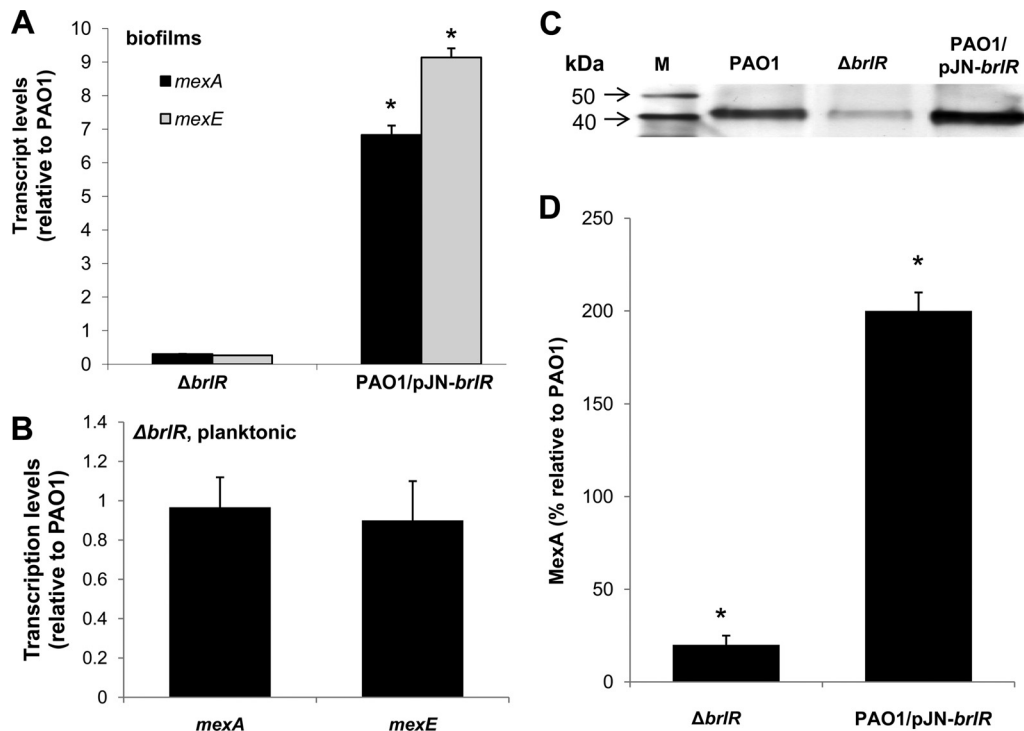 A
biofilms
mexA
mexE
Transcript levels
(relative to PAO1)
10
9
8
7
6
5
4
3
2
1
0
*
*
ΔbrlR
PAO1/pJN-brlR
B
ΔbrlR, planktonic
Transcription levels
(relative to PAO1)
1.4
1.2
1
0.8
0.6
0.4
0.2
0
mexA
mexE
C
kDa
M
PAO1
ΔbrlR
PAO1/
pJN-brlR
50
40
D
MexA (% relative to PAO1)
250
200
150
100
50
0
*
*
ΔbrlR
PAO1/pJN-brlR